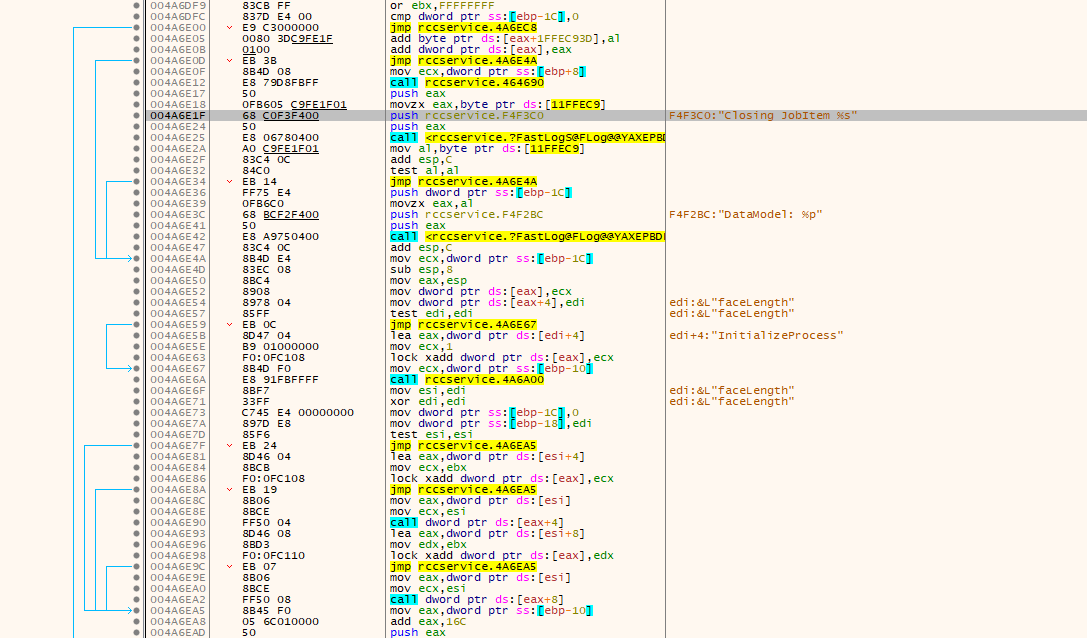 004A6DF9 83CB FF or ebx,FFFFFFFF
004A6DFC 837D E4 00 cmp dword ptr ss:[ebp-1C],0
004A6E00 E9 C3000000 jmp rccservice.4A6EC8
004A6E05 0080 3DC9FE1F add byte ptr ds:[eax+1FFEC93D],al
004A6E0B 0100 add dword ptr ds:[eax],eax
004A6E0D EB 3B jmp rccservice.4A6E4A
004A6E0F 8B4D 08 mov ecx,dword ptr ss:[ebp+8]
004A6E12 E8 79D8FBFF call rccservice.464690
004A6E17 50 push eax
004A6E18 0FB605 C9FE1F01 movzx eax,byte ptr ds:[11FFEC9]
004A6E1F 68 C0F3F400 push rccservice.F4F3C0 F4F3C0:"Closing JobItem %s"
004A6E24 50 push eax
004A6E25 E8 06780400 call <rccservice.?FastLogS@FLog@@YAXEPBD
004A6E2A A0 C9FE1F01 mov al,byte ptr ds:[11FFEC9]
004A6E2F 83C4 0C add esp,C
004A6E32 84C0 test al,al
004A6E34 EB 14 jmp rccservice.4A6E4A
004A6E36 FF75 E4 push dword ptr ss:[ebp-1C]
004A6E39 0FB6C0 movzx eax,al
004A6E3C 68 BCF2F400 push rccservice.F4F2BC F4F2BC:"DataModel: %p"
004A6E41 50 push eax
004A6E42 E8 A9750400 call <rccservice.?FastLog@FLog@@YAXEPBD
004A6E47 83C4 0C add esp,C
004A6E4A 8B4D E4 mov ecx,dword ptr ss:[ebp-1C]
004A6E4D 83EC 08 sub esp,8
004A6E50 8BC4 mov eax,esp
004A6E52 8908 mov dword ptr ds:[eax],ecx
004A6E54 8978 04 mov dword ptr ds:[eax+4],edi edi:&L"faceLength"
004A6E57 85FF test edi,edi edi:&L"faceLength"
004A6E59 EB 0C jmp rccservice.4A6E67
004A6E5B 8D47 04 lea eax,dword ptr ds:[edi+4] edi+4:"InitializeProcess"
004A6E5E B9 01000000 mov ecx,1
004A6E63 F0:0FC108 lock xadd dword ptr ds:[eax],ecx
004A6E67 8B4D F0 mov ecx,dword ptr ss:[ebp-10]
004A6E6A E8 91FBFFFF call rccservice.4A6A00
004A6E6F 8BF7 mov esi,edi edi:&L"faceLength"
004A6E71 33FF xor edi,edi edi:&L"faceLength"
004A6E73 C745 E4 00000000 mov dword ptr ss:[ebp-1C],0
004A6E7A 897D E8 mov dword ptr ss:[ebp-18],edi
004A6E7D 85F6 test esi,esi
004A6E7F EB 24 jmp rccservice.4A6EA5
004A6E81 8D46 04 lea eax,dword ptr ds:[esi+4]
004A6E84 8BCB mov ecx,ebx
004A6E86 F0:0FC108 lock xadd dword ptr ds:[eax],ecx
004A6E8A EB 19 jmp rccservice.4A6EA5
004A6E8C 8B06 mov eax,dword ptr ds:[esi]
004A6E8E 8BCE mov ecx,esi
004A6E90 FF50 04 call dword ptr ds:[eax+4]
004A6E93 8D46 08 lea eax,dword ptr ds:[esi+8]
004A6E96 8BD3 mov edx,ebx
004A6E98 F0:0FC110 lock xadd dword ptr ds:[eax],edx
004A6E9C EB 07 jmp rccservice.4A6EA5
004A6E9E 8B06 mov eax,dword ptr ds:[esi]
004A6EA0 8BCE mov ecx,esi
004A6EA2 FF50 08 call dword ptr ds:[eax+8]
004A6EA5 8B45 F0 mov eax,dword ptr ss:[ebp-10]
004A6EA8 05 6C010000 add eax,16C
004A6EAD 50 push eax